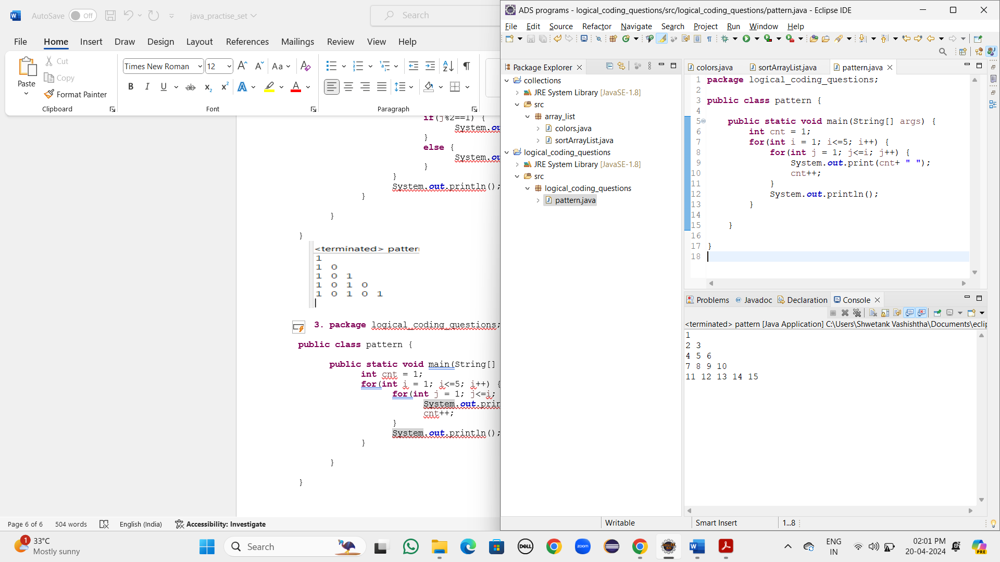 AutoSave Off java_practise_set Search
File Home Insert Draw Design Layout References Mailings Review View Help
Paste Cut
Copy
Format Painter
Times New Roman 12 Aa
B I U ab x₂ x² A A
Clipboard Font Paragraph
if(j%2==1) {
System.ou
}
else {
System.ou
}
}
System.out.println();
}
}
}
<terminated> patter
1
1 0
1 0 1
1 0 1 0
1 0 1 0 1
3. package logical_coding_questions;
public class pattern {
public static void main(String[]
int cnt = 1;
for(int i = 1; i<=5; i++) {
for(int j = 1; j<=i;
System.out.prin
cnt++;
}
System.out.println();
}
}
}
Page 6 of 6 504 words English (India) Accessibility: Investigate
ADS programs - logical_coding_questions/src/logical_coding_questions/pattern.java - Eclipse IDE
File Edit Source Refactor Navigate Search Project Run Window Help
Package Explorer
collections
JRE System Library [JavaSE-1.8]
src
array_list
colors.java
sortArrayList.java
logical_coding_questions
JRE System Library [JavaSE-1.8]
src
logical_coding_questions
pattern.java
colors.java sortArrayList.java pattern.java
1 package logical_coding_questions;
2
3 public class pattern {
4
5 public static void main(String[] args) {
6 int cnt = 1;
7 for(int i = 1; i<=5; i++) {
8 for(int j = 1; j<=i; j++) {
9 System.out.print(cnt+ " ");
10 cnt++;
11 }
12 System.out.println();
13 }
14
15 }
16
17 }
18
Problems Javadoc Declaration Console
<terminated> pattern [Java Application] C:\Users\Shwetank Vashishtha\Documents\eclip
1
2 3
4 5 6
7 8 9 10
11 12 13 14 15
Writable Smart Insert 1...8
1 33°C
Mostly sunny
Search
DELL
zoom
ENG
IN
02:01 PM
20-04-2024
PRE